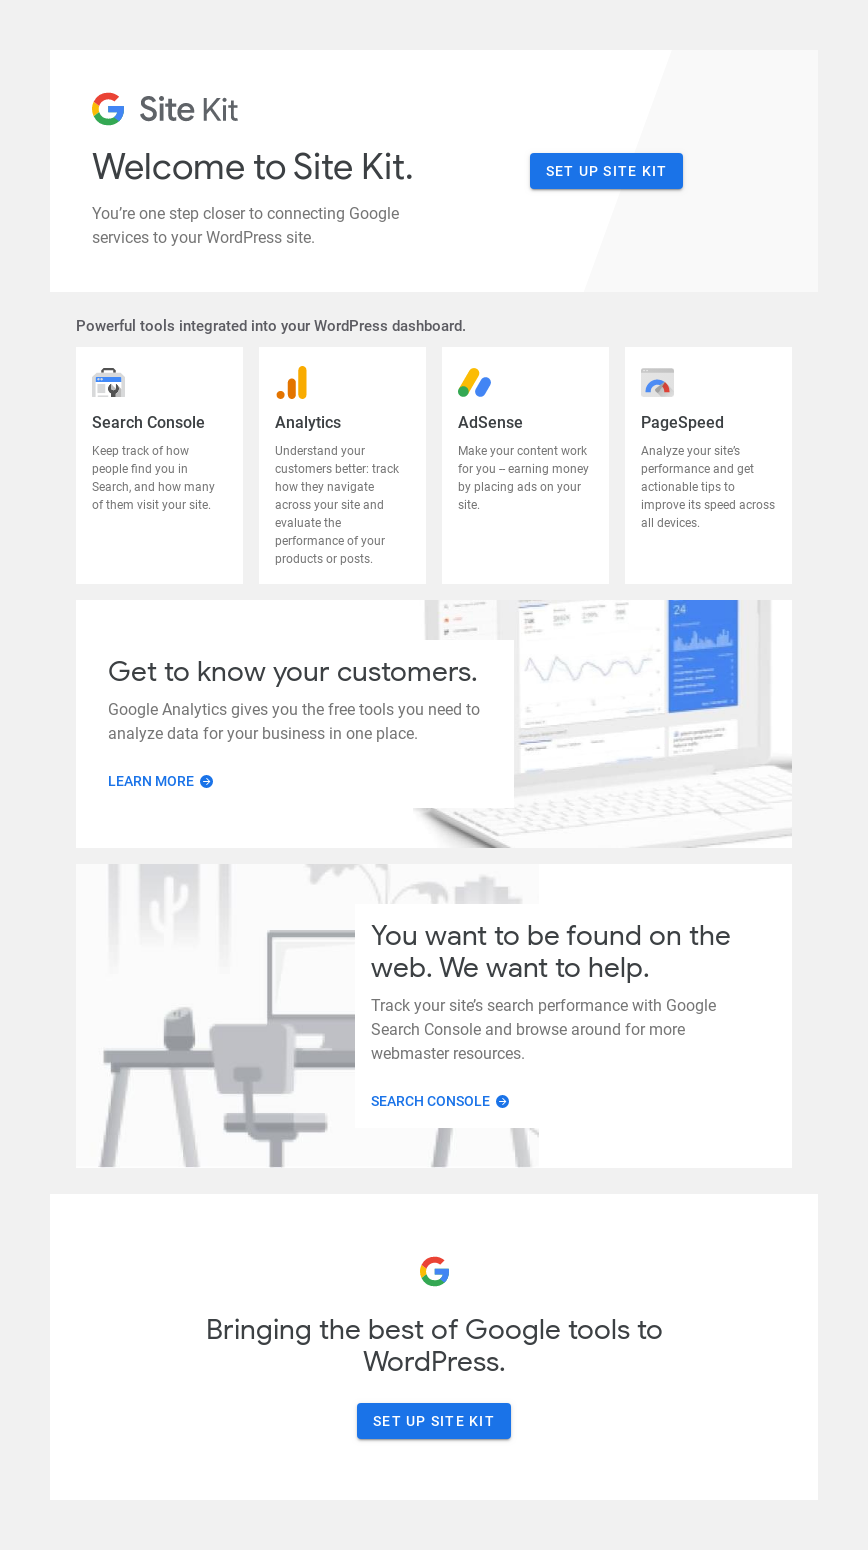 Site Kit
Welcome to Site Kit.
You’re one step closer to connecting Google
services to your WordPress site.
SET UP SITE KIT
Powerful tools integrated into your WordPress dashboard.
Search Console
Keep track of how
people find you in
Search, and how many
of them visit your site.
Analytics
Understand your
customers better: track
how they navigate
across your site and
evaluate the
performance of your
products or posts.
AdSense
Make your content work
for you – earning money
by placing ads on your
site.
PageSpeed
Analyze your site’s
performance and get
actionable tips to
improve its speed across
all devices.
24
Get to know your customers.
Google Analytics gives you the free tools you need to
analyze data for your business in one place.
LEARN MORE
You want to be found on the
web. We want to help.
Track your site’s search performance with Google
Search Console and browse around for more
webmaster resources.
SEARCH CONSOLE
Bringing the best of Google tools to
WordPress.
SET UP SITE KIT